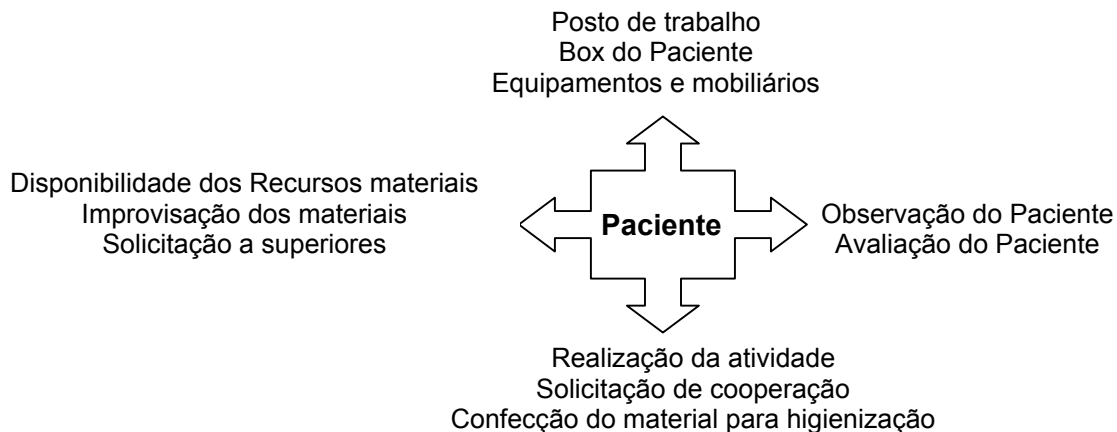 Posto de trabalho
Box do Paciente
Equipamentos e mobiliários
Disponibilidade dos Recursos materiais
Improvisação dos materiais
Solicitação a superiores
Paciente
Observação do Paciente
Avaliação do Paciente
Realização da atividade
Solicitação de cooperação
Confecção do material para higienização